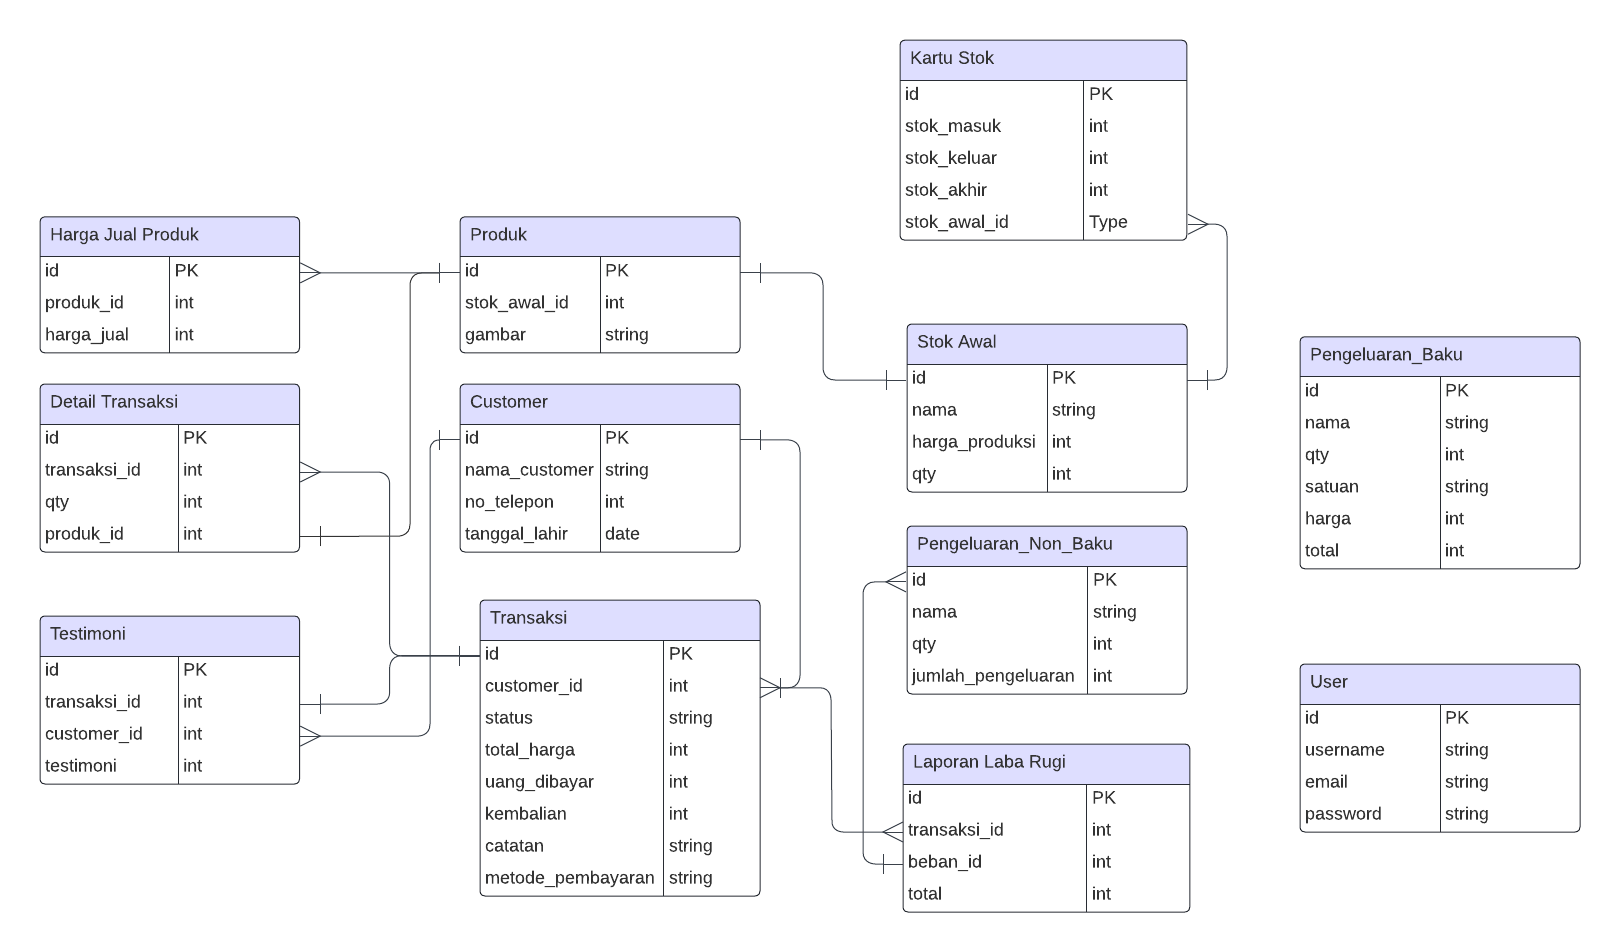 Kartu Stok
id PK
stok_masuk int
stok_keluar int
stok_akhir int
stok_awal_id Type
Harga Jual Produk
id PK
produk_id int
harga_jual int
Produk
id PK
stok_awal_id int
gambar string
Stok Awal
id PK
nama string
harga_produksi int
qty int
Pengeluaran_Baku
id PK
nama string
qty int
satuan string
harga int
total int
Detail Transaksi
id PK
transaksi_id int
qty int
produk_id int
Customer
id PK
nama_customer string
no_telepon int
tanggal_lahir date
Pengeluaran_Non_Baku
id PK
nama string
qty int
jumlah_pengeluaran int
Testimoni
id PK
transaksi_id int
customer_id int
testimoni int
Transaksi
id PK
customer_id int
status string
total_harga int
uang_dibayar int
kembalian int
catatan string
metode_pembayaran string
Laporan Laba Rugi
id PK
transaksi_id int
beban_id int
total int
User
id PK
username string
email string
password string